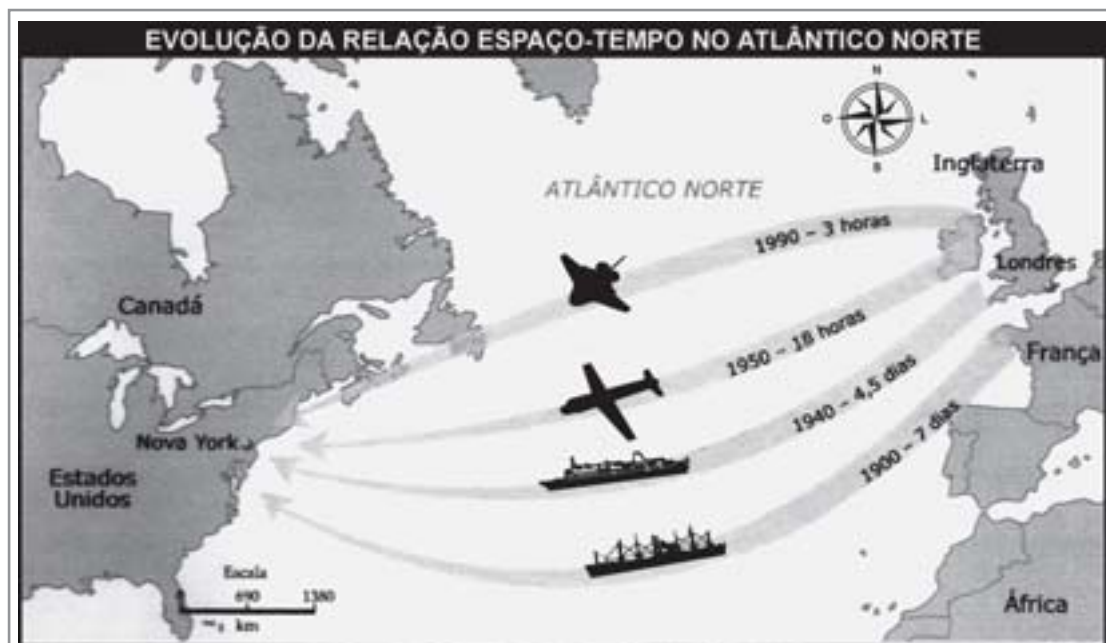 EVOLUÇÃO DA RELAÇÃO ESPAÇO-TEMPO NO ATLÂNTICO NORTE
N
O L
S
Inglaterra
ATLÂNTICO NORTE
1990 – 3 horas
Londres
Canadá
1950 – 18 horas
França
1940 – 4,5 dias
Nova York
1900 – 7 dias
Estados
Unidos
Escala
0 690 1380
km
África